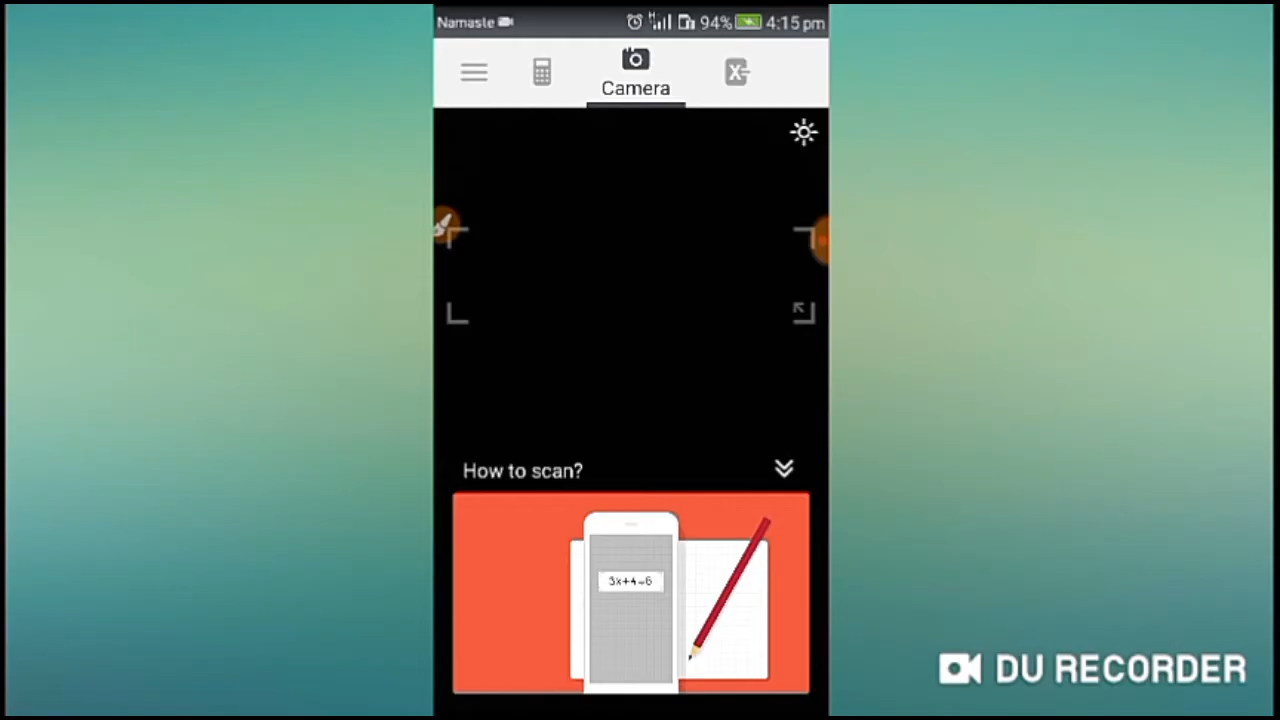 Namaste 94% 4:15 pm
Camera
How to scan?
3x+4=6
DU RECORDER